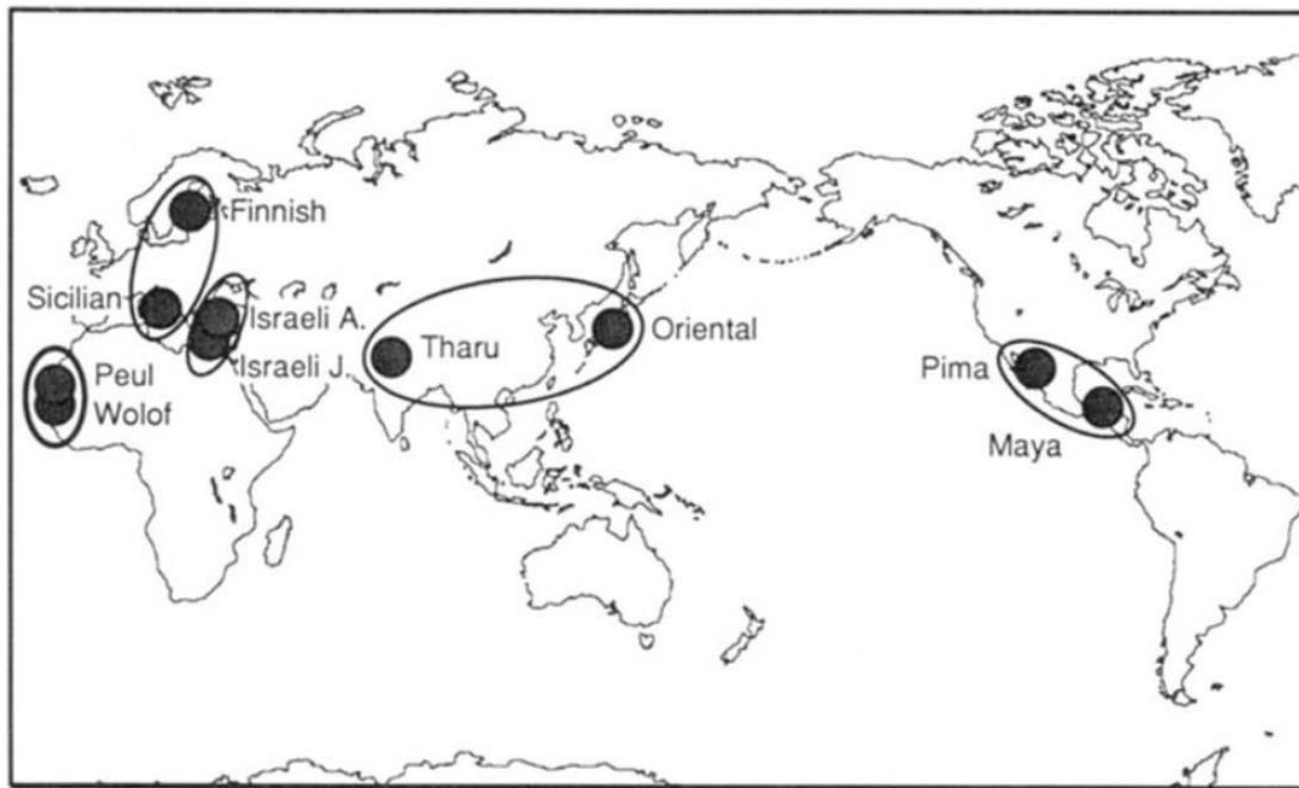 Finnish
Sicilian
Israeli A.
Israeli J.
Tharu
Oriental
Peul
Wolof
Pima
Maya